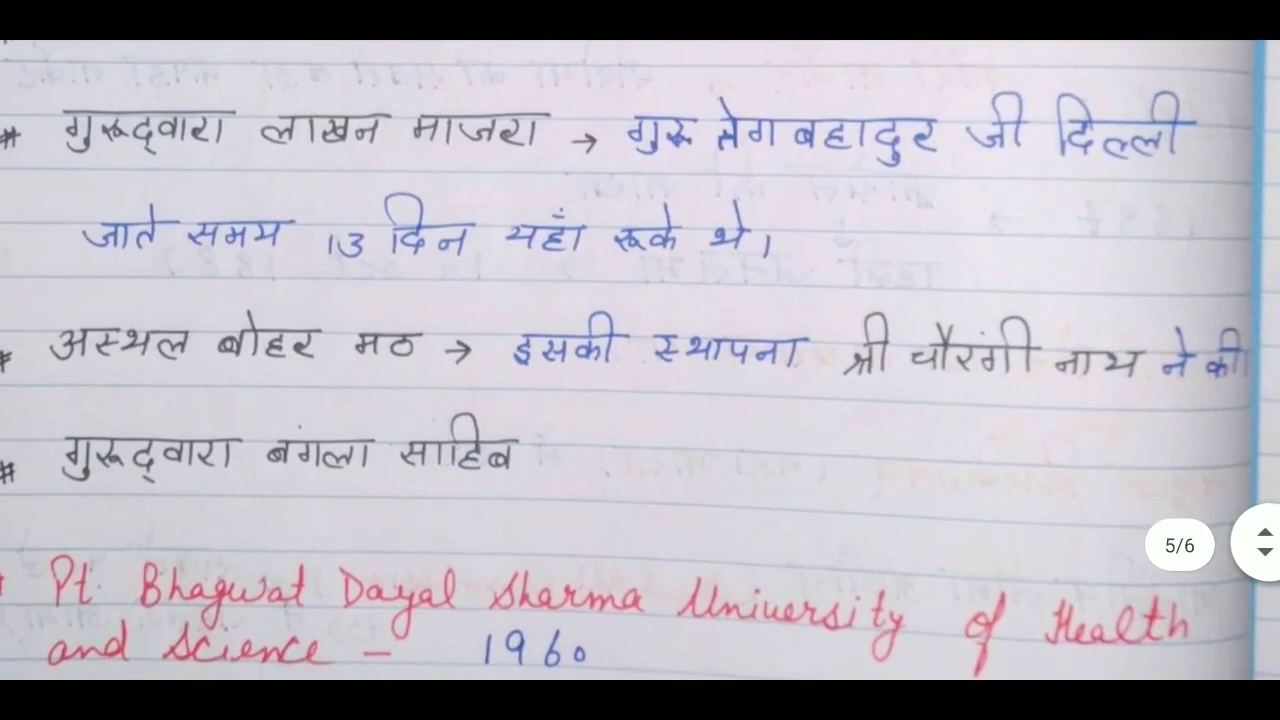 # गुरूद्‌वारा लाखन माजरा → गुरू तेग बहादुर जी दिल्ली
जाते समय 13 दिन यहाँ रूके थे।
# अस्थल बोहर मठ → इसकी स्थापना श्री चौरंगी नाथ ने की
# गुरूद्‌वारा बंगला साहिब
5/6
Pt. Bhagwat Dayal Sharma University of Health
and Science - 1960